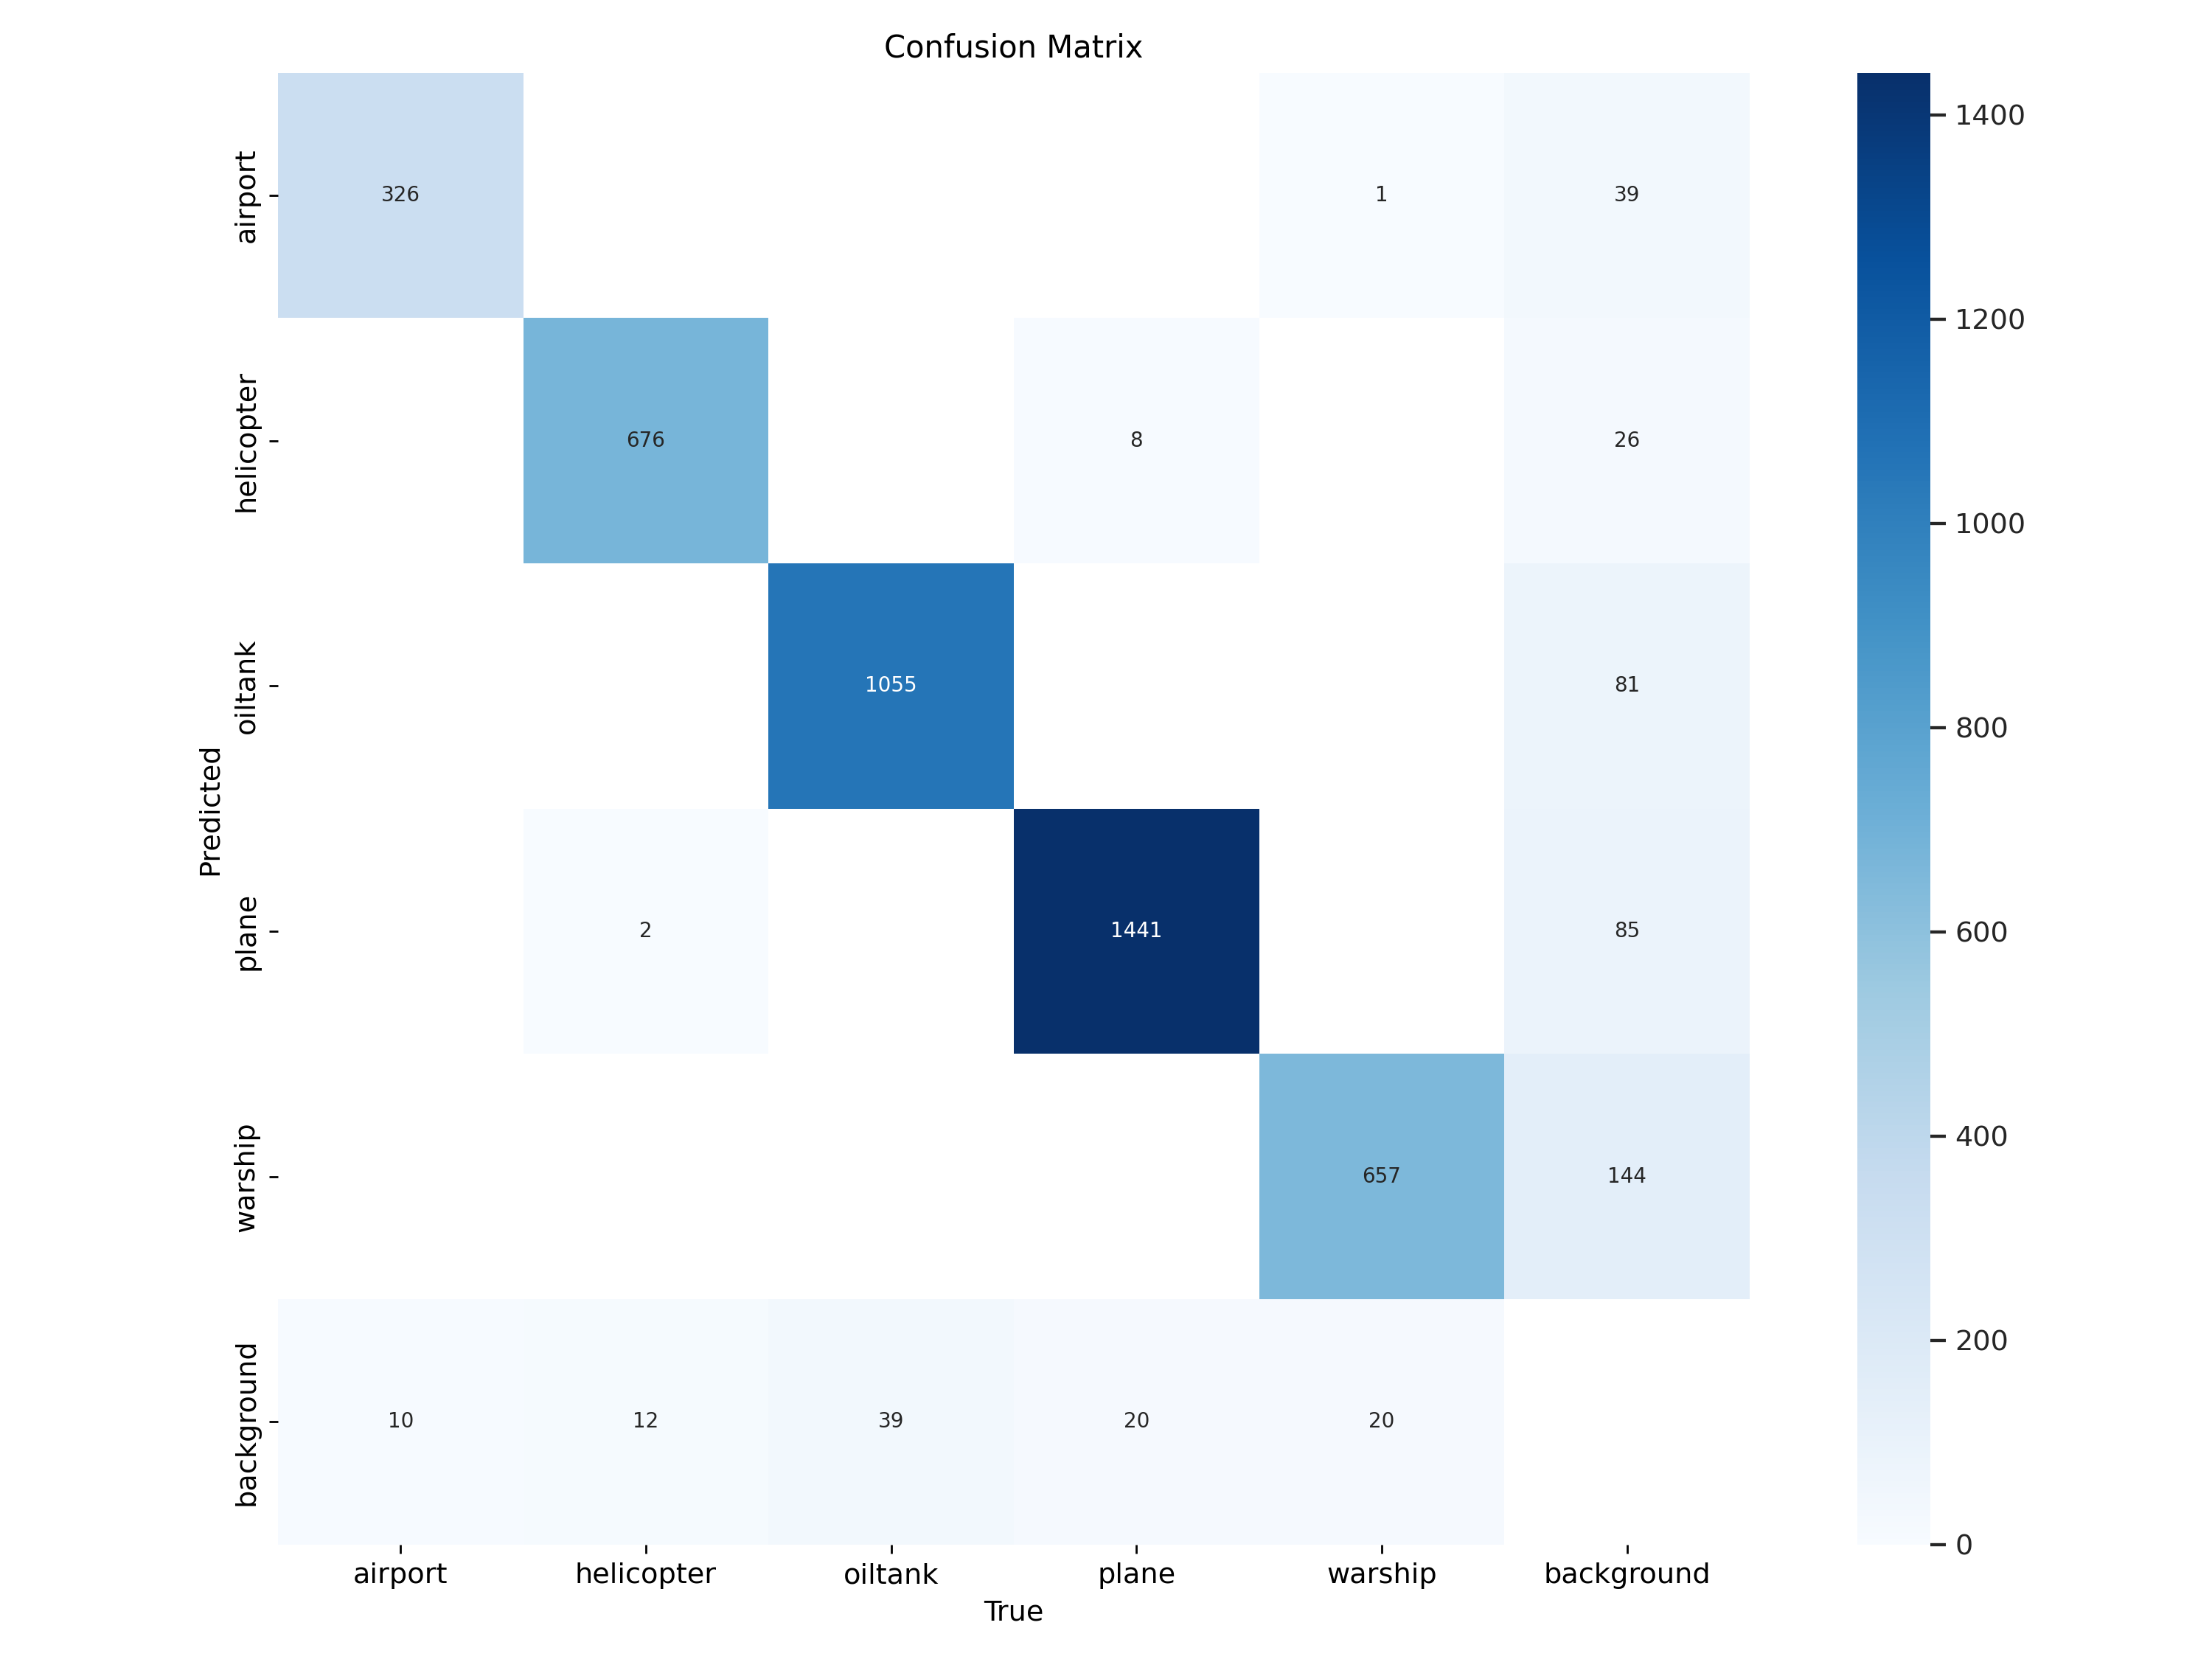 Confusion Matrix
airport
326
1
39
helicopter
676
8
26
oiltank
1055
81
plane
2
1441
85
warship
657
144
background
10
12
39
20
20
Predicted
airport
helicopter
oiltank
plane
warship
background
True
1400
1200
1000
800
600
400
200
0